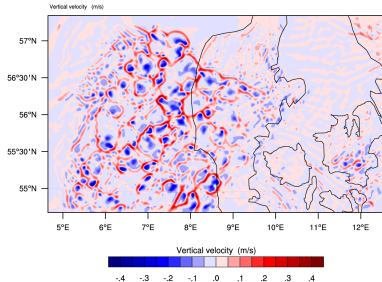 Vertical velocity (m/s)
57°N
56°30'N
56°N
55°30'N
55°N
5°E 6°E 7°E 8°E 9°E 10°E 11°E 12°E
Vertical velocity (m/s)
-.4 -.3 -.2 -.1 .0 .1 .2 .3 .4